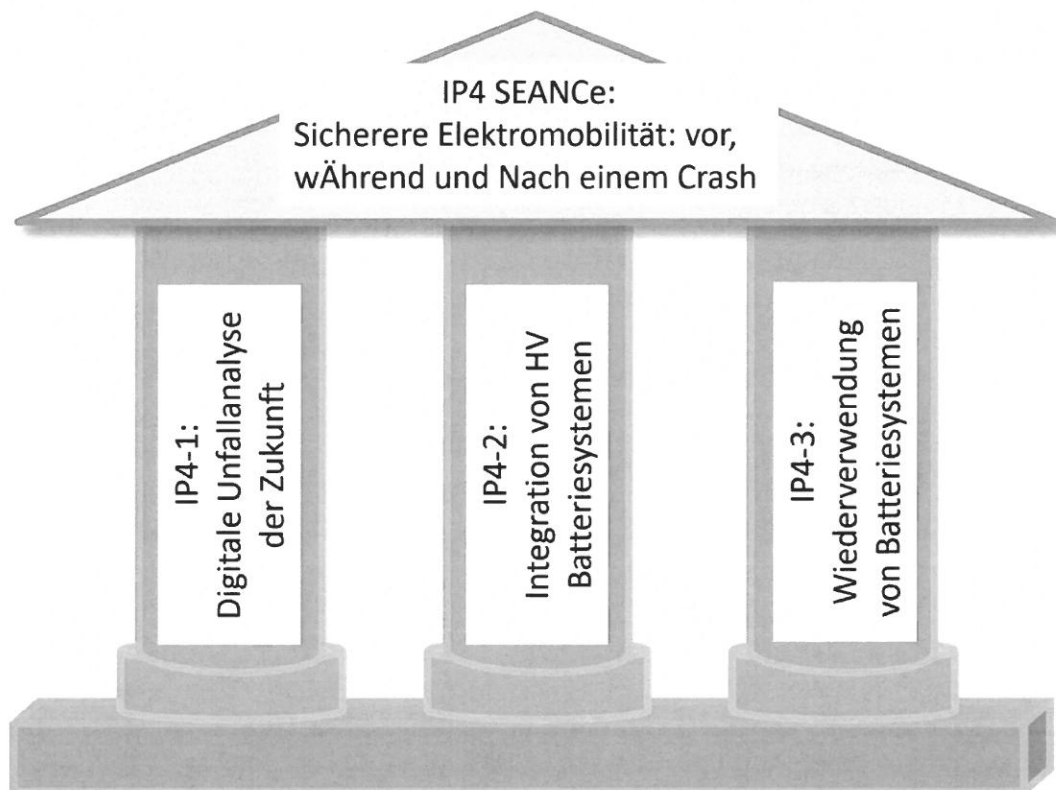 IP4 SEANCe:
Sicherere Elektromobilität: vor,
wÄhrend und Nach einem Crash
IP4-1:
Digitale Unfallanalyse
der Zukunft
IP4-2:
Integration von HV
Batteriesystemen
IP4-3:
Wiederverwendung
von Batteriesystemen